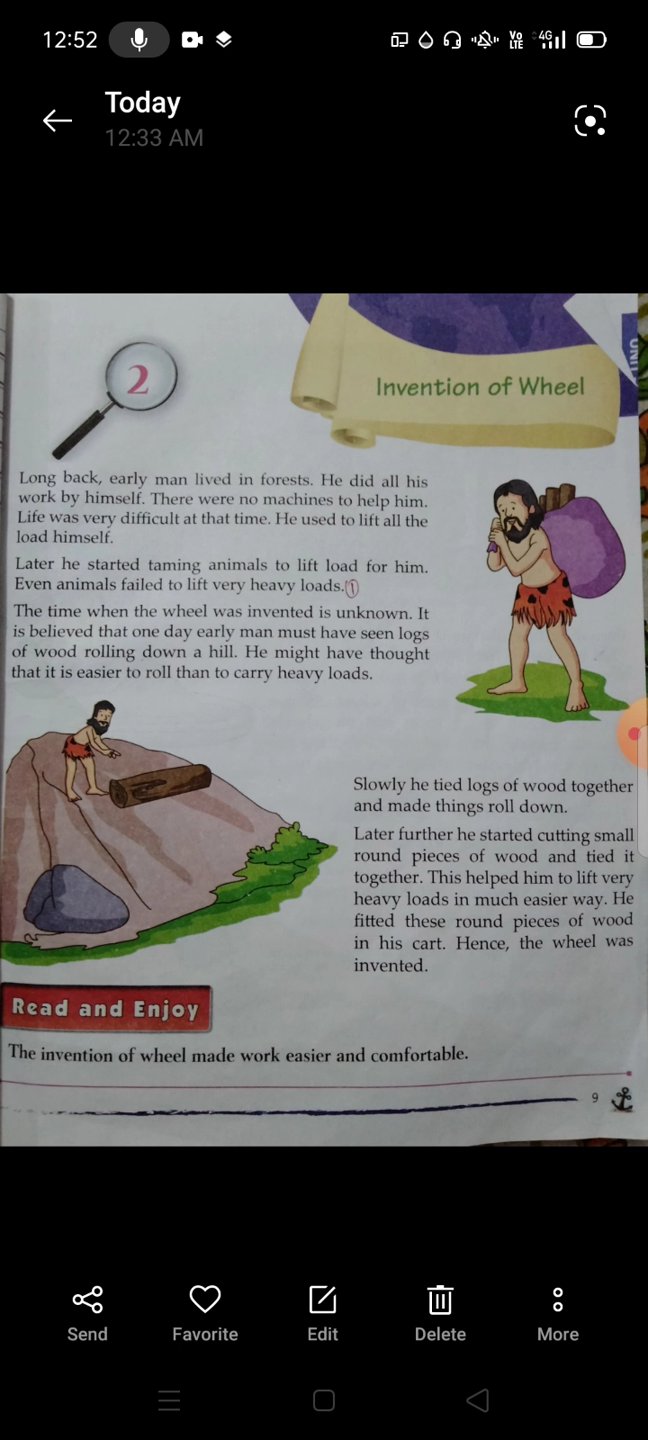 12:52
Vo LTE 4G
Today
12:33 AM
UNIT
2
Invention of Wheel
Long back, early man lived in forests. He did all his
work by himself. There were no machines to help him.
Life was very difficult at that time. He used to lift all the
load himself.
Later he started taming animals to lift load for him.
Even animals failed to lift very heavy loads. 1
The time when the wheel was invented is unknown. It
is believed that one day early man must have seen logs
of wood rolling down a hill. He might have thought
that it is easier to roll than to carry heavy loads.
Slowly he tied logs of wood together
and made things roll down.
Later further he started cutting small
round pieces of wood and tied it
together. This helped him to lift very
heavy loads in much easier way. He
fitted these round pieces of wood
in his cart. Hence, the wheel was
invented.
Read and Enjoy
The invention of wheel made work easier and comfortable.
9
Send Favorite Edit Delete More